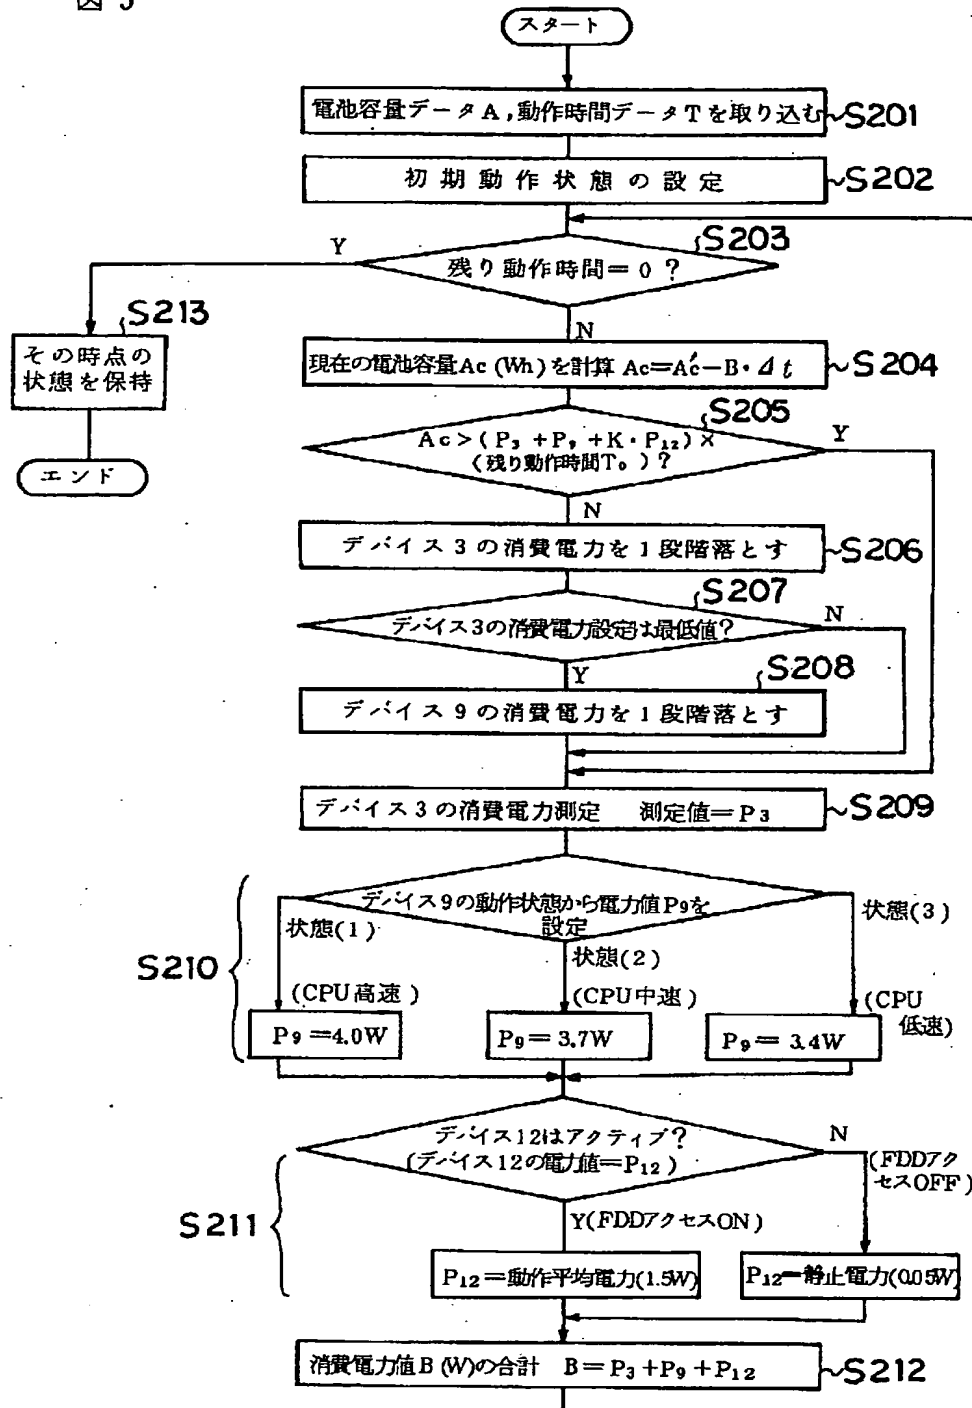 図 5
スタート
電池容量データA,動作時間データTを取り込む
S201
初期動作状態の設定
S202
S203
Y
残り動作時間=0?
S213
N
その時点の
状態を保持
現在の電池容量Ac (Wh) を計算 Ac=Ac′−B・Δt
S204
S205
Ac>(P3+P9+K・P12)×
(残り動作時間T0)?
Y
エンド
N
デバイス3の消費電力を1段階落とす
S206
S207
デバイス3の消費電力設定は最低値?
N
Y
S208
デバイス9の消費電力を1段階落とす
デバイス3の消費電力測定 測定値=P3
S209
デバイス9の動作状態から電力値P9を
設定
状態(1)
状態(2)
状態(3)
S210
(CPU高速)
(CPU中速)
(CPU
低速)
P9=4.0W
P9=3.7W
P9=3.4W
デバイス12はアクティブ?
(デバイス12の電力値=P12)
N
(FDDアク
セスOFF)
S211
Y(FDDアクセスON)
P12=動作平均電力(1.5W)
P12=静止電力(0.05W)
消費電力値B(W)の合計 B=P3+P9+P12
S212